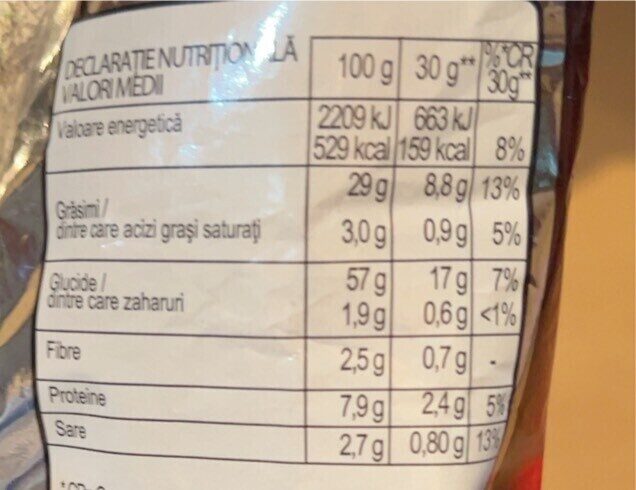 DECLARAȚIE NUTRIȚIONALĂ
VALORI MEDII
100 g 30 g** %*CR 30g**
Valoare energetică 2209 kJ 663 kJ
529 kcal 159 kcal 8%
Grăsimi / 29 g 8,8 g 13%
dintre care acizi grași saturați 3,0 g 0,9 g 5%
Glucide / 57 g 17 g 7%
dintre care zaharuri 1,9 g 0,6 g <1%
Fibre 2,5 g 0,7 g -
Proteine 7,9 g 2,4 g 5%
Sare 2,7 g 0,80 g 13%